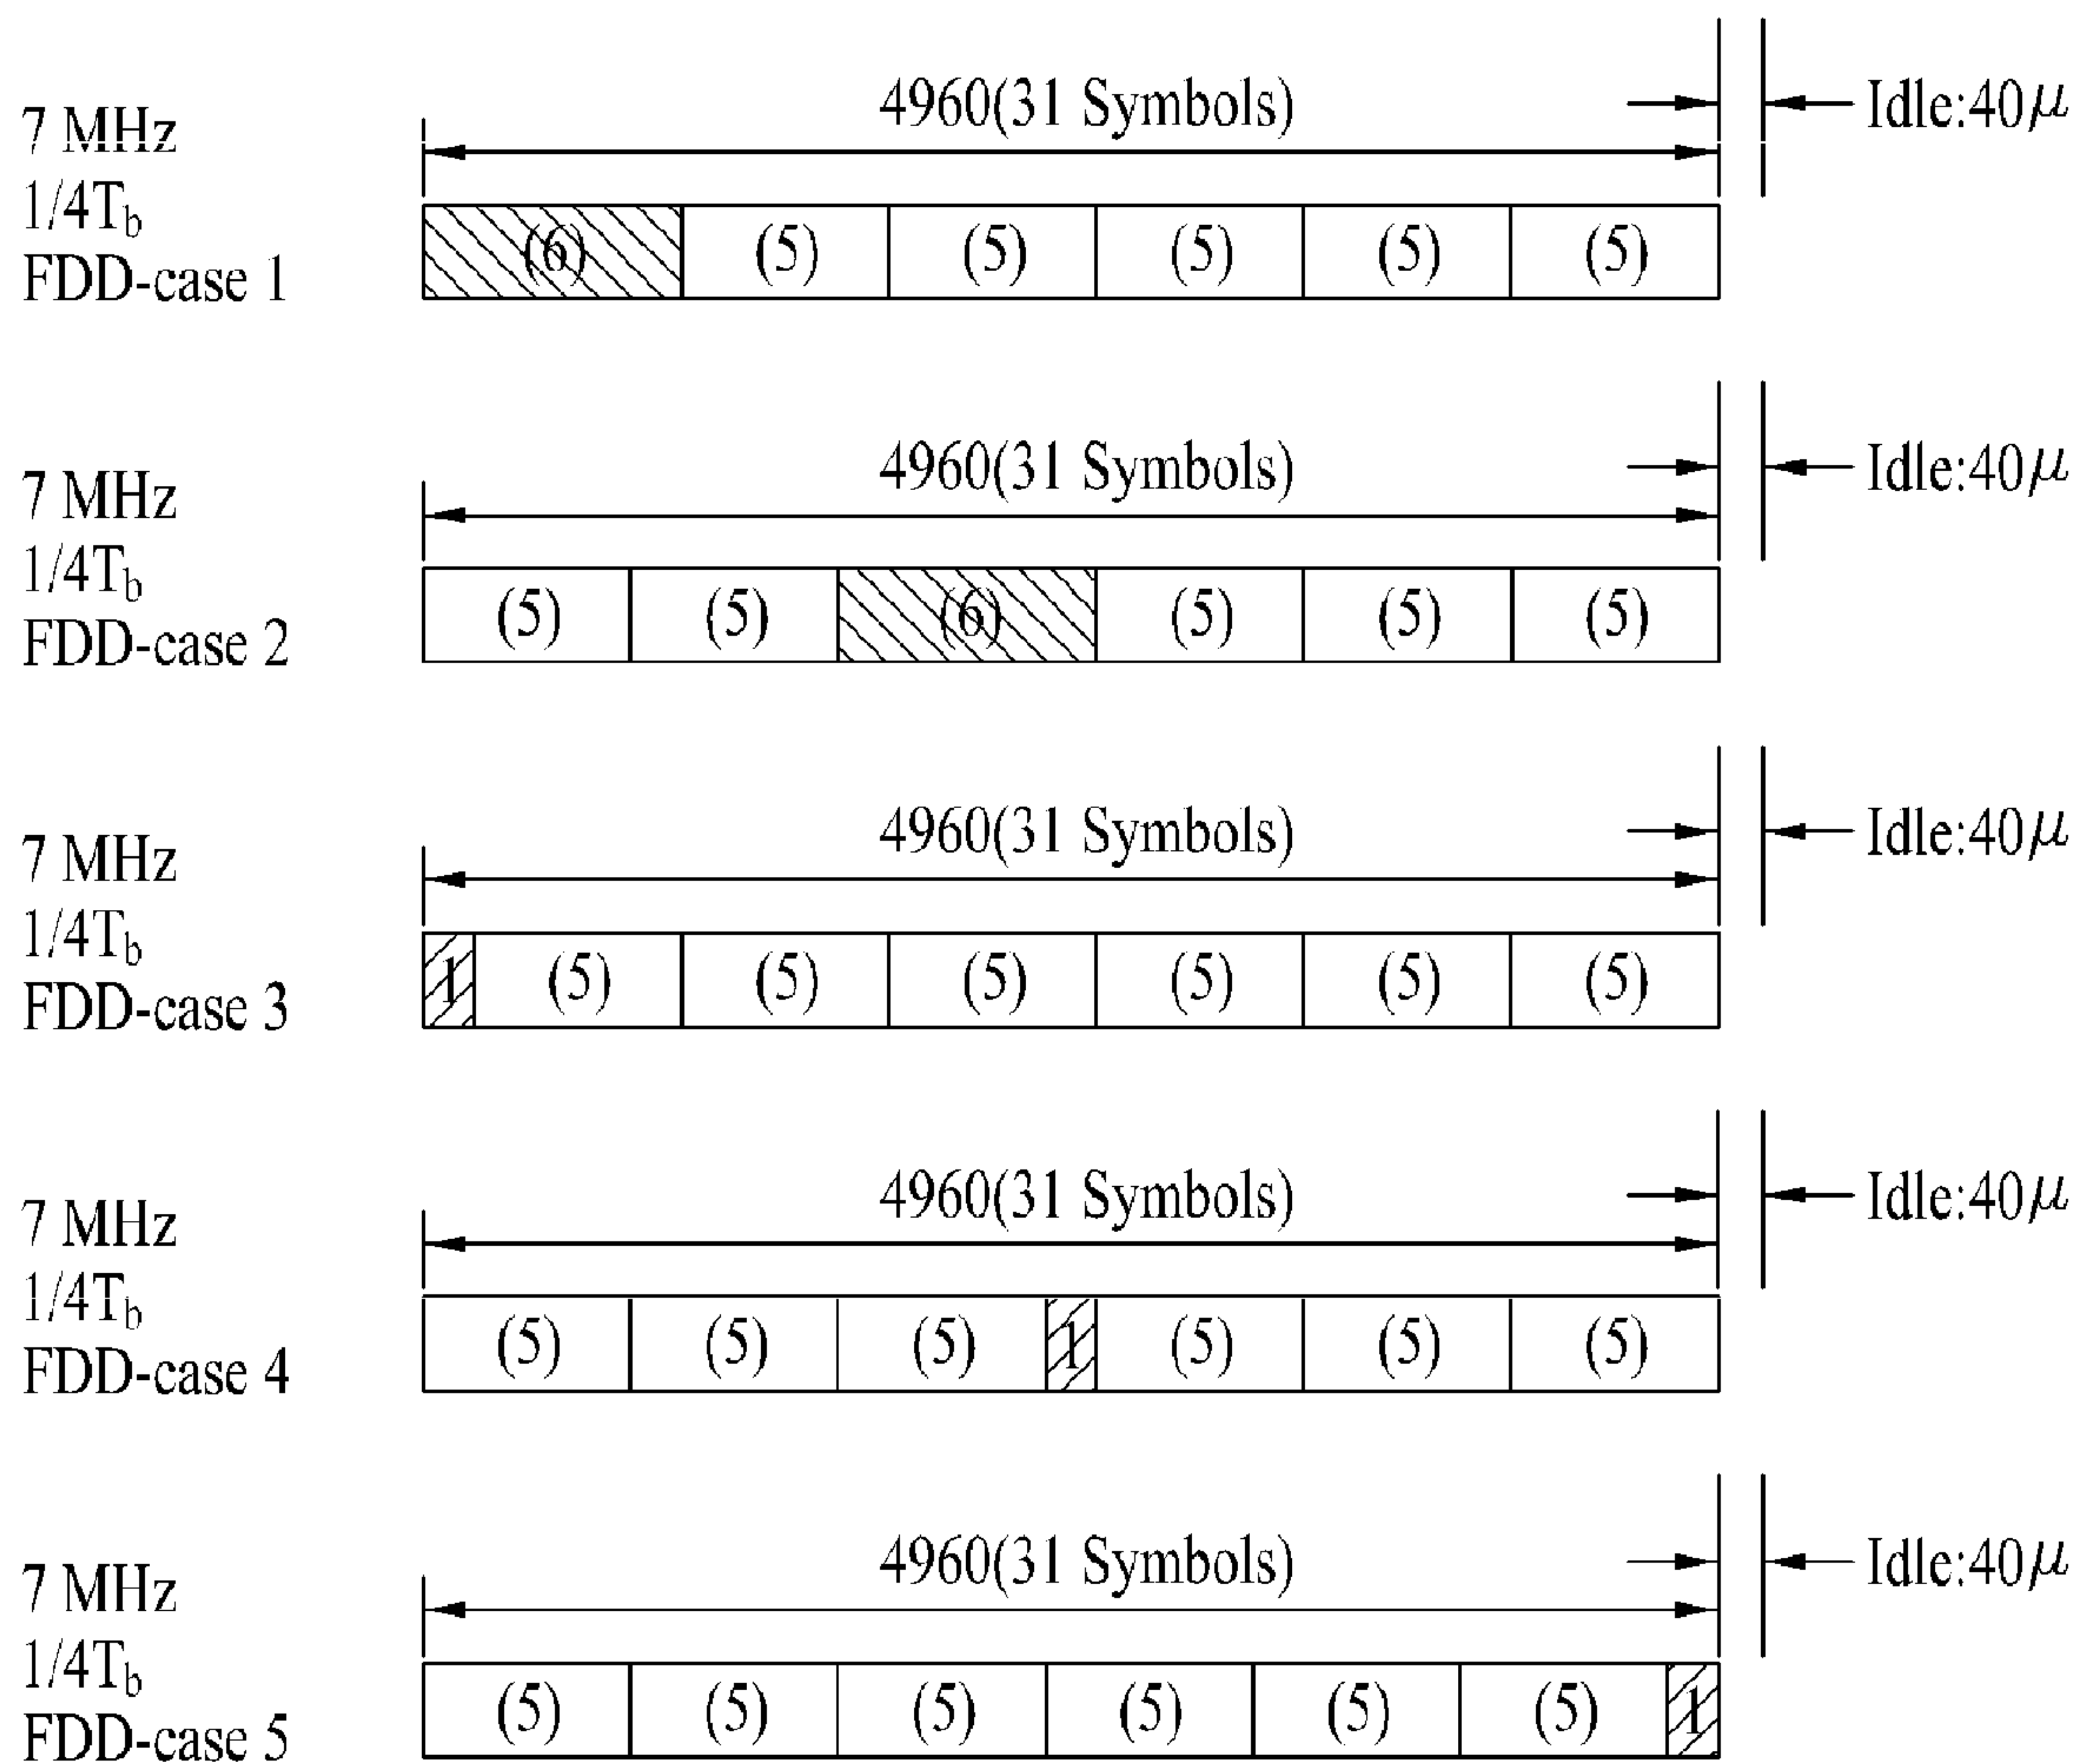 4960(31 Symbols)
Idle:40μ
7 MHz
1/4Tb
FDD-case 1
(6) (5) (5) (5) (5) (5)
4960(31 Symbols)
Idle:40μ
7 MHz
1/4Tb
FDD-case 2
(5) (5) (6) (5) (5) (5)
4960(31 Symbols)
Idle:40μ
7 MHz
1/4Tb
FDD-case 3
1 (5) (5) (5) (5) (5) (5)
4960(31 Symbols)
Idle:40μ
7 MHz
1/4Tb
FDD-case 4
(5) (5) (5) 1 (5) (5) (5)
4960(31 Symbols)
Idle:40μ
7 MHz
1/4Tb
FDD-case 5
(5) (5) (5) (5) (5) (5) 1